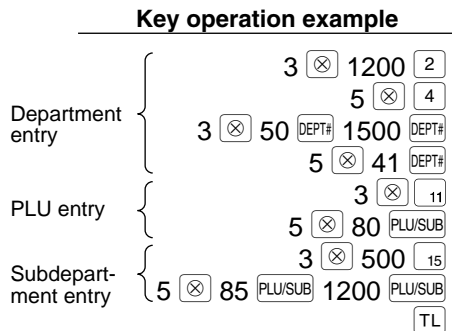 Key operation example
3 ⊗ 1200 2
5 ⊗ 4
Department
entry
3 ⊗ 50 DEPT# 1500 DEPT#
5 ⊗ 41 DEPT#
3 ⊗ 11
PLU entry
5 ⊗ 80 PLU/SUB
3 ⊗ 500 15
Subdepart-
ment entry
5 ⊗ 85 PLU/SUB 1200 PLU/SUB
TL